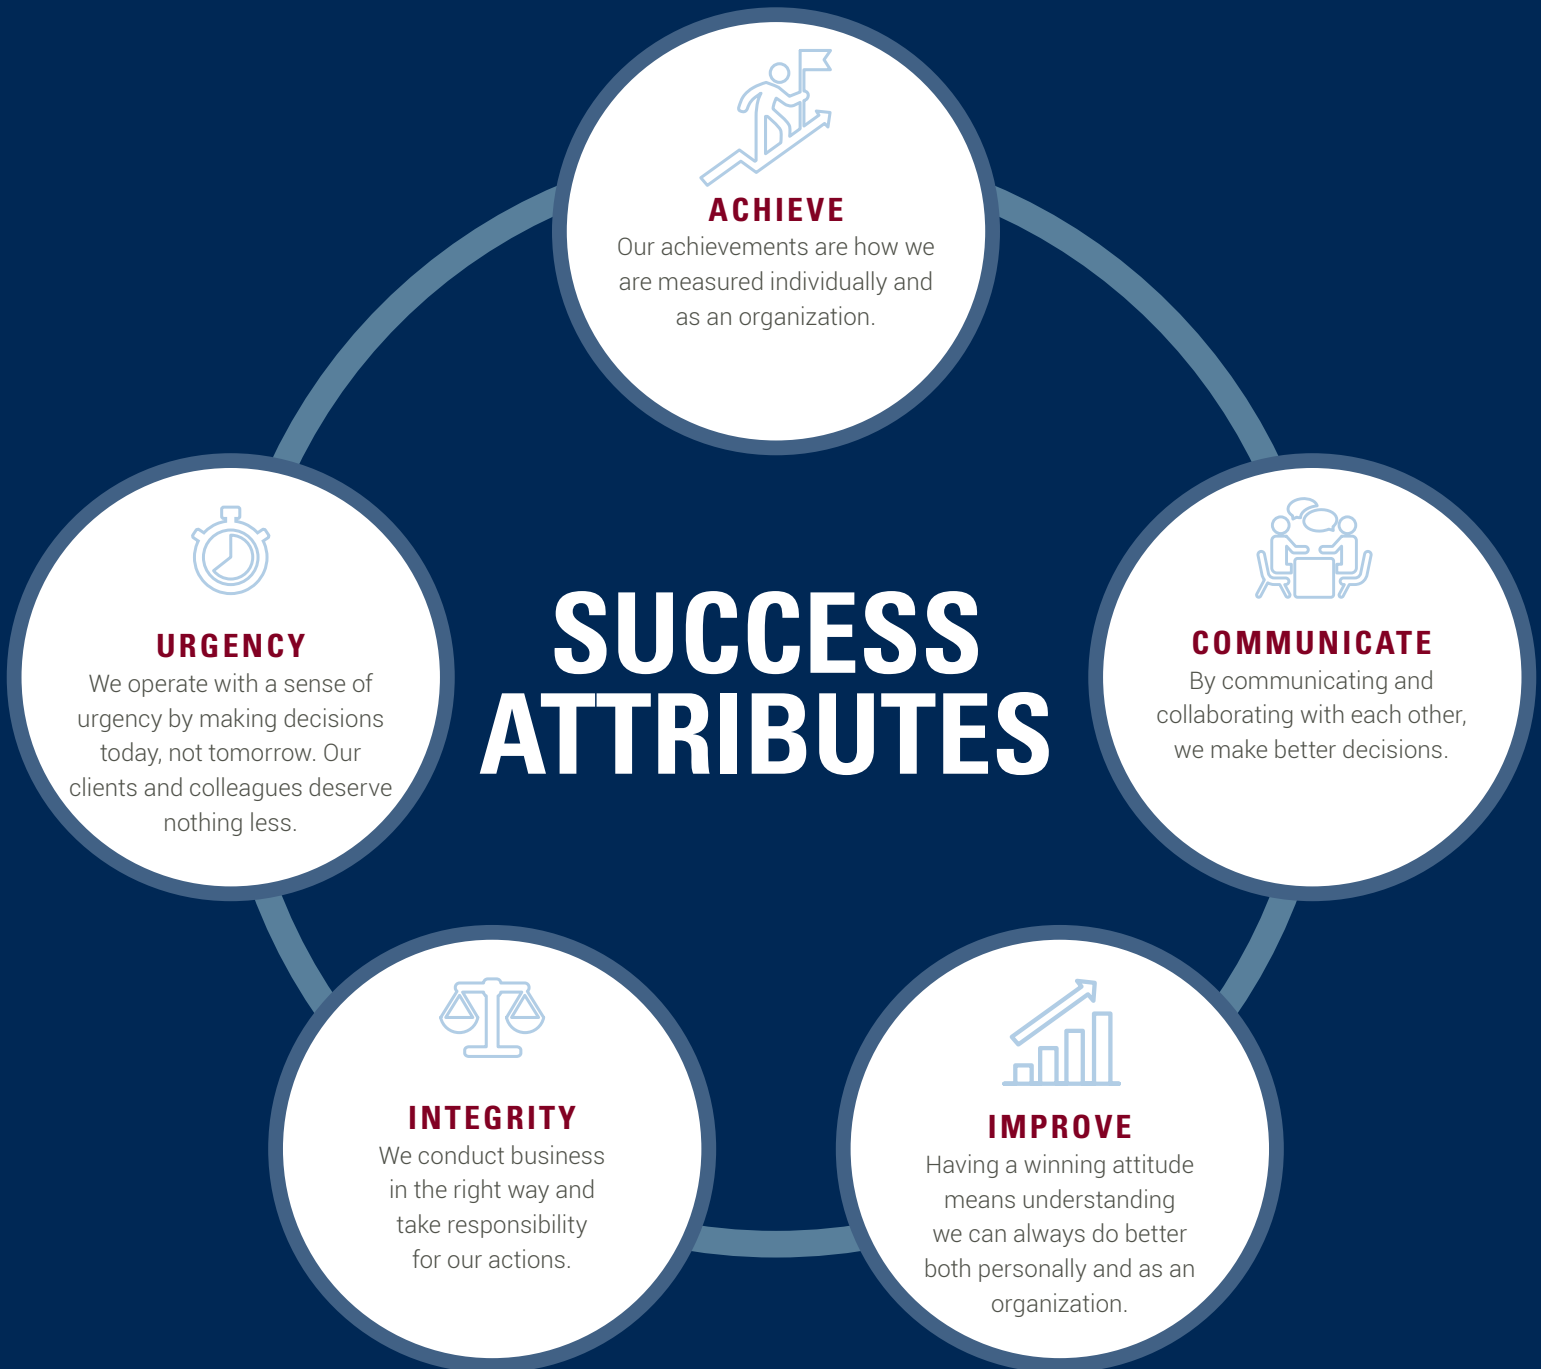 ACHIEVE
Our achievements are how we
are measured individually and
as an organization.
SUCCESS
ATTRIBUTES
URGENCY
We operate with a sense of
urgency by making decisions
today, not tomorrow. Our
clients and colleagues deserve
nothing less.
COMMUNICATE
By communicating and
collaborating with each other,
we make better decisions.
INTEGRITY
We conduct business
in the right way and
take responsibility
for our actions.
IMPROVE
Having a winning attitude
means understanding
we can always do better
both personally and as an
organization.